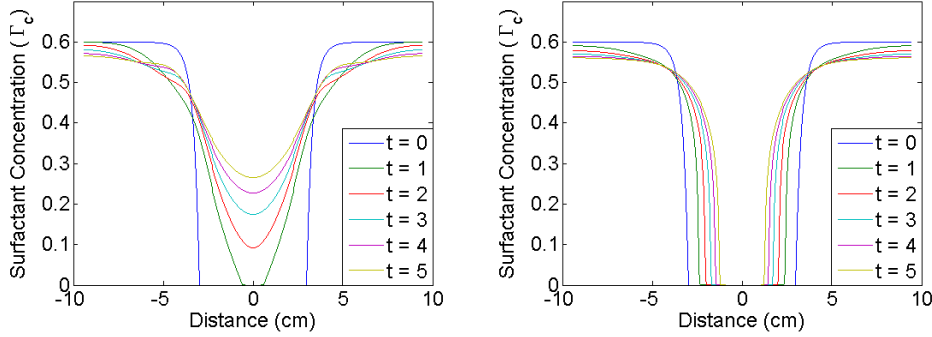 Surfactant Concentration (Γc)
0.6
0.5
0.4
0.3
0.2
0.1
0
-10
-5
0
5
10
Distance (cm)
t = 0
t = 1
t = 2
t = 3
t = 4
t = 5
Surfactant Concentration (Γc)
0.6
0.5
0.4
0.3
0.2
0.1
0
-10
-5
0
5
10
Distance (cm)
t = 0
t = 1
t = 2
t = 3
t = 4
t = 5